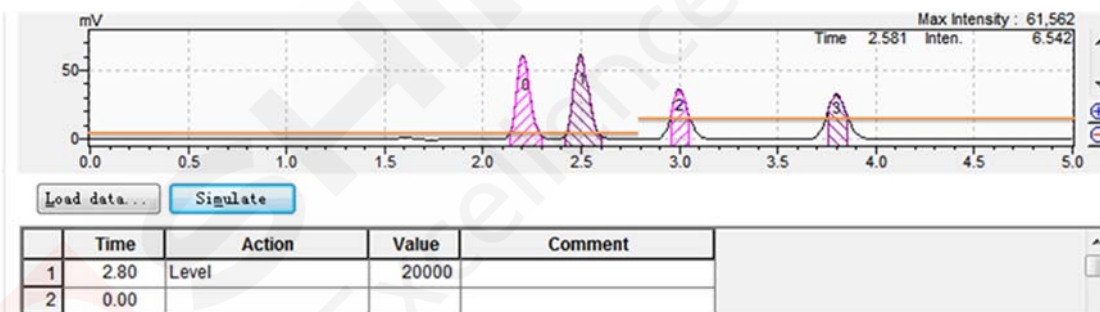 mV
Max Intensity : 61,562
Time 2.581 Inten. 6.542
50
0
0 2 3
0.0 0.5 1.0 1.5 2.0 2.5 3.0 3.5 4.0 4.5 5.0
Load data... Simulate
Time Action Value Comment
1 2.80 Level 20000
2 0.00